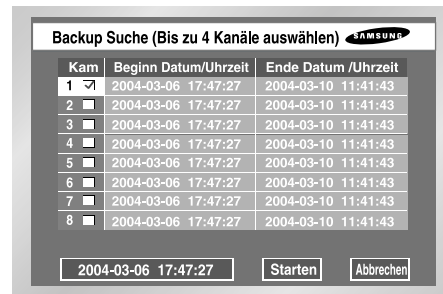 Backup Suche (Bis zu 4 Kanäle auswählen) SAMSUNG
Kam Beginn Datum/Uhrzeit Ende Datum /Uhrzeit
1 2004-03-06 17:47:27 2004-03-10 11:41:43
2 2004-03-06 17:47:27 2004-03-10 11:41:43
3 2004-03-06 17:47:27 2004-03-10 11:41:43
4 2004-03-06 17:47:27 2004-03-10 11:41:43
5 2004-03-06 17:47:27 2004-03-10 11:41:43
6 2004-03-06 17:47:27 2004-03-10 11:41:43
7 2004-03-06 17:47:27 2004-03-10 11:41:43
8 2004-03-06 17:47:27 2004-03-10 11:41:43
2004-03-06 17:47:27 Starten Abbrechen